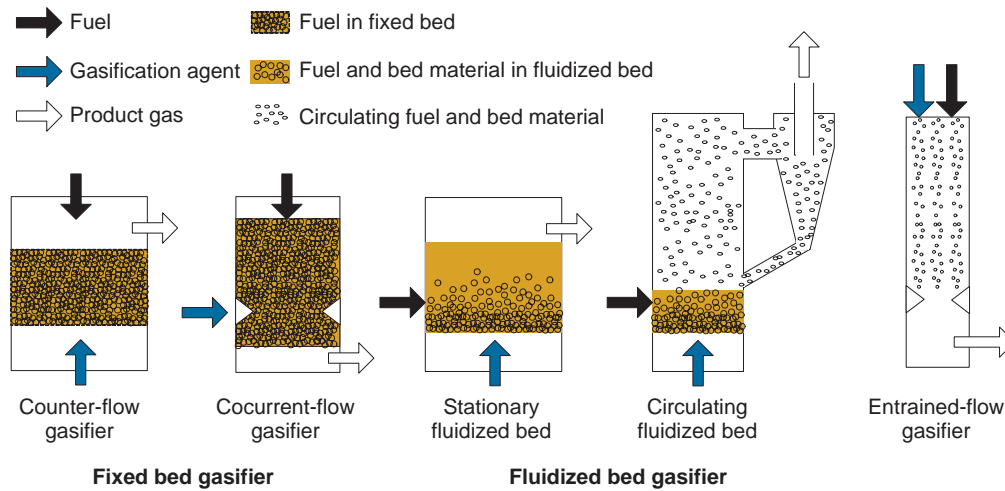 Fuel
Fuel in fixed bed
Gasification agent
Fuel and bed material in fluidized bed
Product gas
Circulating fuel and bed material
Counter-flow
gasifier
Cocurrent-flow
gasifier
Stationary
fluidized bed
Circulating
fluidized bed
Entrained-flow
gasifier
Fixed bed gasifier
Fluidized bed gasifier